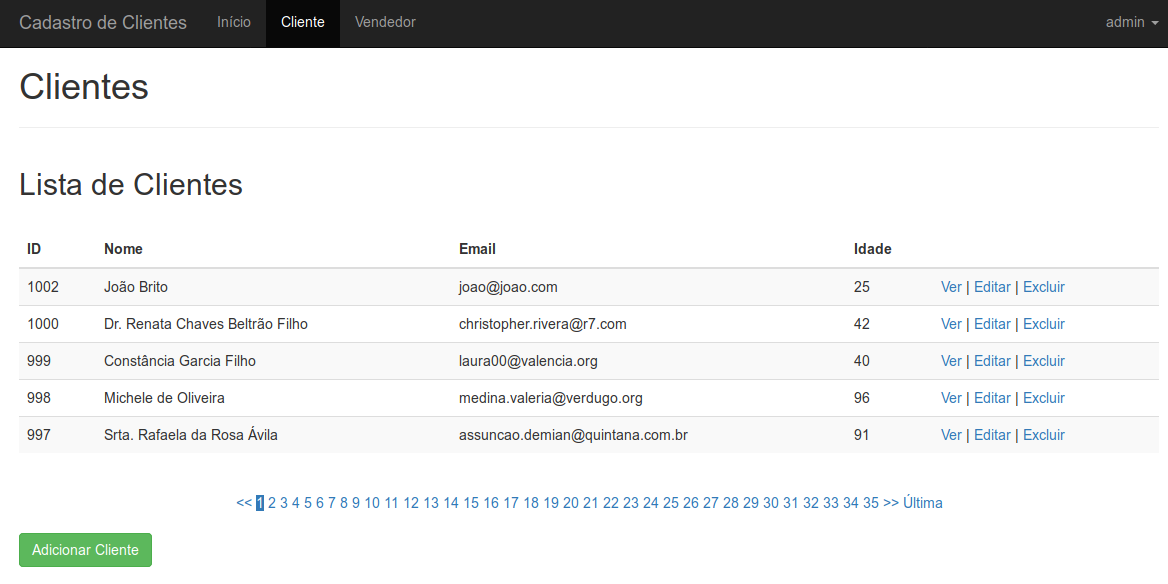 Cadastro de Clientes Início Cliente Vendedor admin
Clientes
Lista de Clientes
ID Nome Email Idade
1002 João Brito joao@joao.com 25 Ver | Editar | Excluir
1000 Dr. Renata Chaves Beltrão Filho christopher.rivera@r7.com 42 Ver | Editar | Excluir
999 Constância Garcia Filho laura00@valencia.org 40 Ver | Editar | Excluir
998 Michele de Oliveira medina.valeria@verdugo.org 96 Ver | Editar | Excluir
997 Srta. Rafaela da Rosa Ávila assuncao.demian@quintana.com.br 91 Ver | Editar | Excluir
<< 1 2 3 4 5 6 7 8 9 10 11 12 13 14 15 16 17 18 19 20 21 22 23 24 25 26 27 28 29 30 31 32 33 34 35 >> Última
Adicionar Cliente